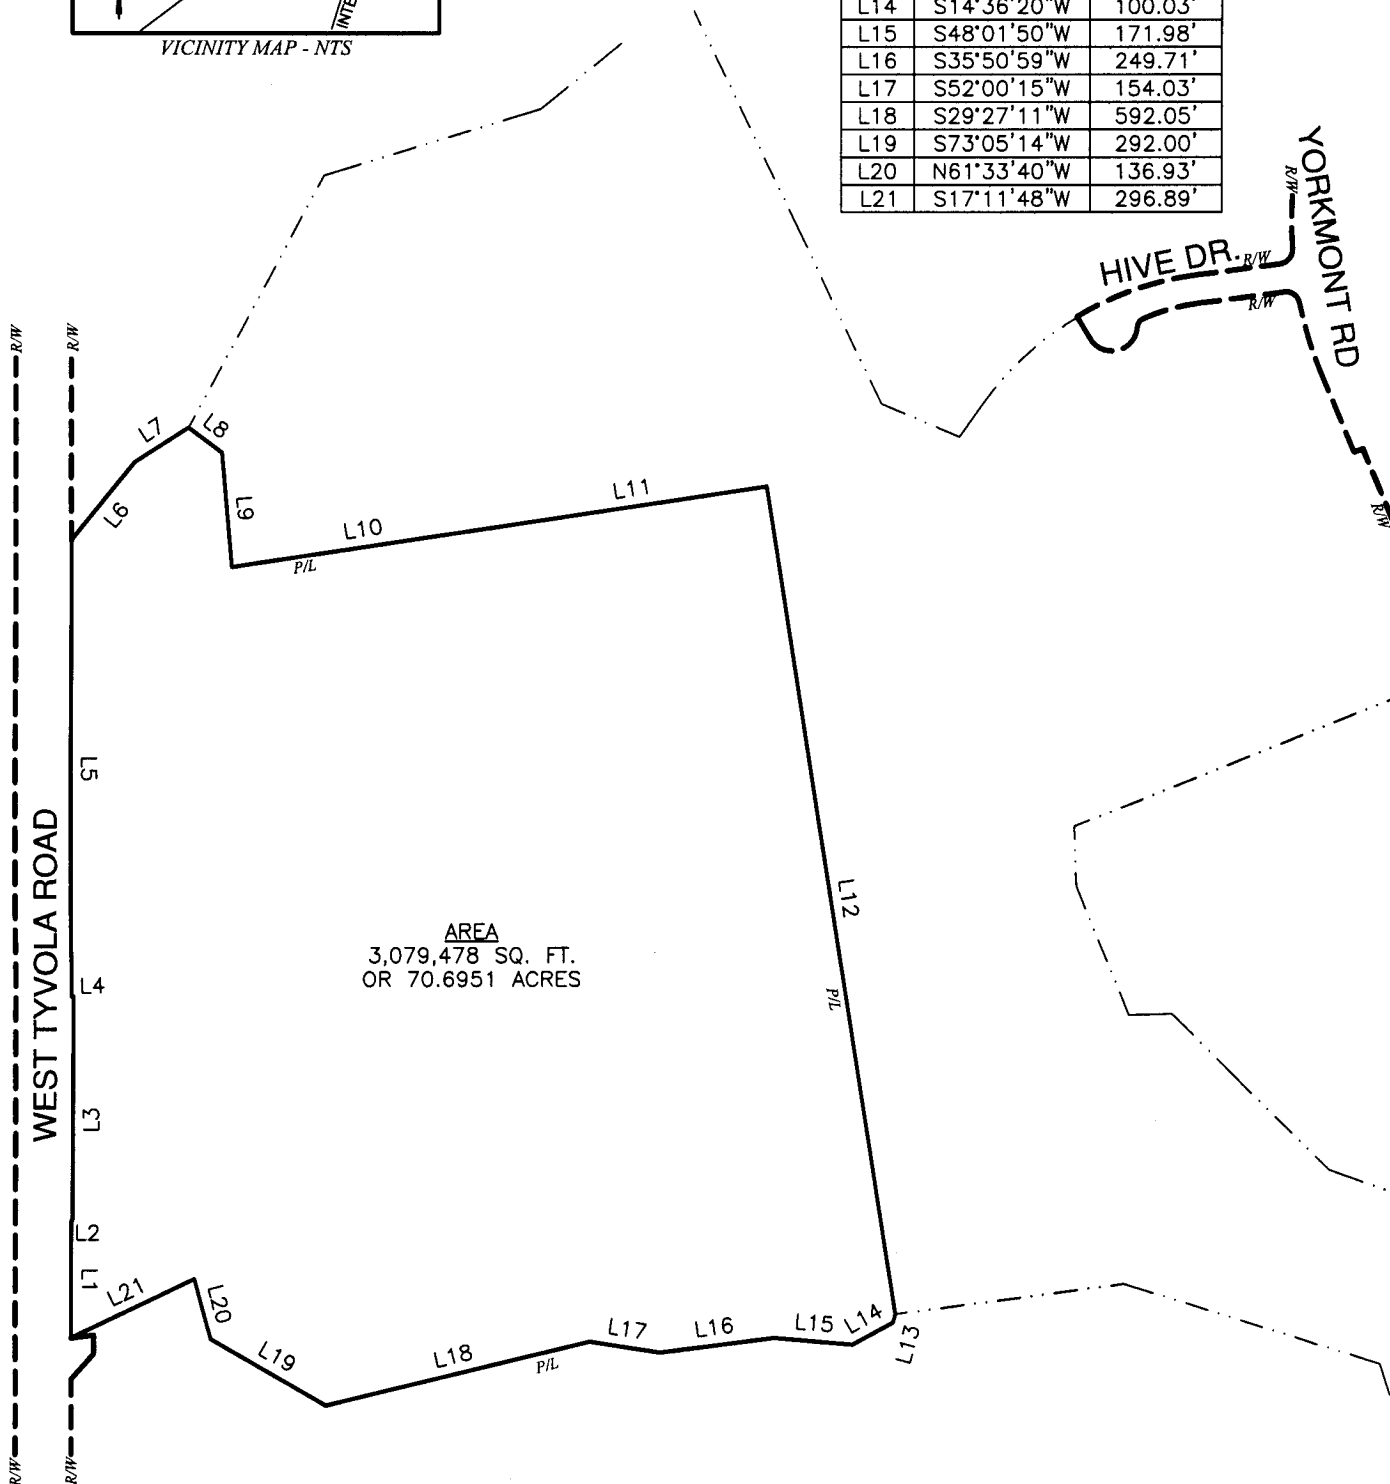 INTE
VICINITY MAP - NTS
L14 S14°36'20"W 100.03'
L15 S48°01'50"W 171.98'
L16 S35°50'59"W 249.71'
L17 S52°00'15"W 154.03'
L18 S29°27'11"W 592.05'
L19 S73°05'14"W 292.00'
L20 N61°33'40"W 136.93'
L21 S17°11'48"W 296.89'
R/W
YORKMONT RD
HIVE DR.
R/W
R/W
R/W
R/W
R/W
L7
L8
L6
L9
L10
L11
P/L
L5
L12
WEST TYVOLA ROAD
AREA
3,079,478 SQ. FT.
OR 70.6951 ACRES
L4
P/L
L3
L2
L1
L21
L20
L19
L18
P/L
L17
L16
L15
L14
L13
R/W
R/W